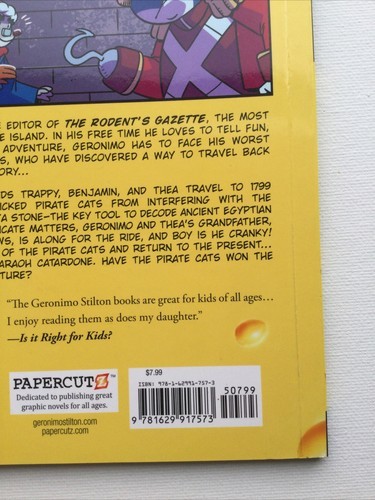 EDITOR OF THE RODENT'S GAZETTE, THE MOST
E ISLAND. IN HIS FREE TIME HE LOVES TO TELL FUN,
ADVENTURE, GERONIMO HAS TO FACE HIS WORST
S, WHO HAVE DISCOVERED A WAY TO TRAVEL BACK
ORY...
DS TRAPPY, BENJAMIN, AND THEA TRAVEL TO 1799
ICKED PIRATE CATS FROM INTERFERING WITH THE
TA STONE—THE KEY TO DECODE ANCIENT EGYPTIAN
ICATE MATTERS, GERONIMO AND THEA'S GRANDFATHER,
WS, IS ALONG FOR THE RIDE, AND BOY IS HE CRANKY!
OF THE PIRATE CATS AND RETURN TO THE PRESENT...
ARAOH CATARDONE. HAVE THE PIRATE CATS WON THE
TURE?
"The Geronimo Stilton books are great for kids of all ages…
I enjoy reading them as does my daughter."
—Is it Right for Kids?
PAPERCUTZ™
Dedicated to publishing great
graphic novels for all ages.
geronimostilton.com
papercutz.com
$7.99
ISBN: 978-1-62991-757-3
50799
9 781629 917573